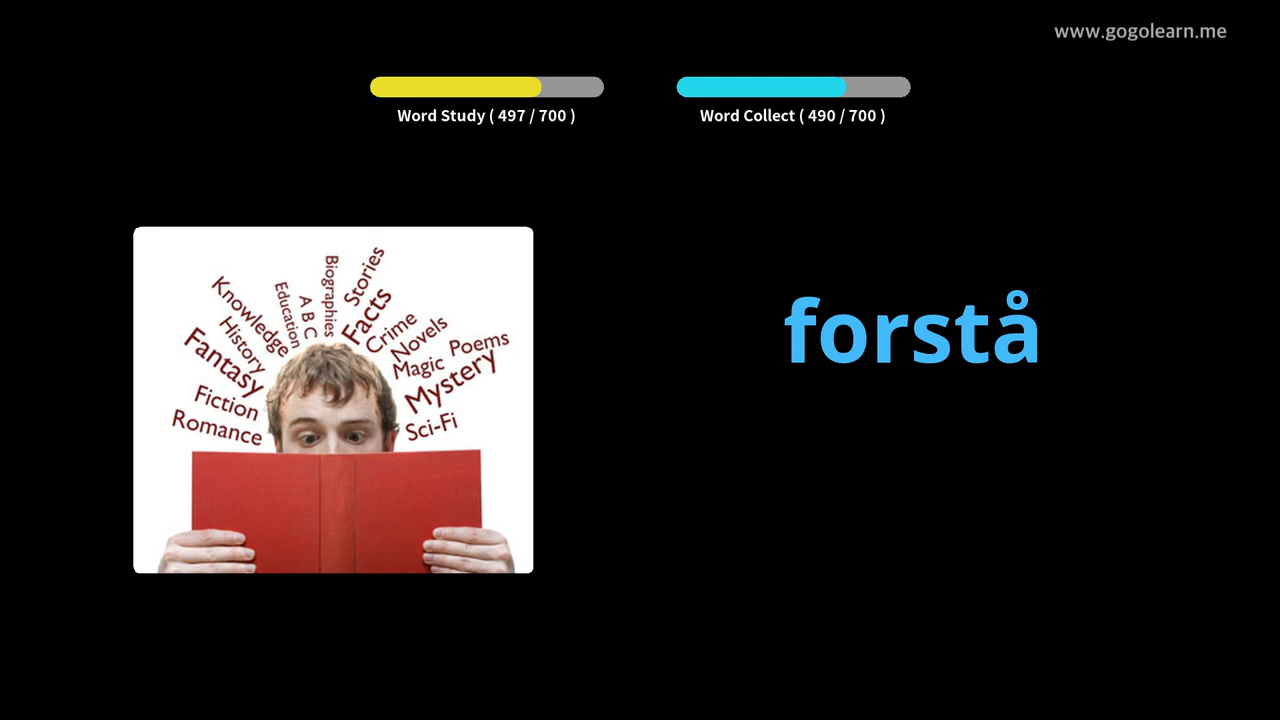 www.gogolearn.me
Word Study ( 497 / 700 )
Word Collect ( 490 / 700 )
forstå
Biographies
Stories
Education
A B C
Facts
Knowledge
Crime
History
Novels
Poems
Fantasy
Magic
Mystery
Fiction
Romance
Sci-Fi